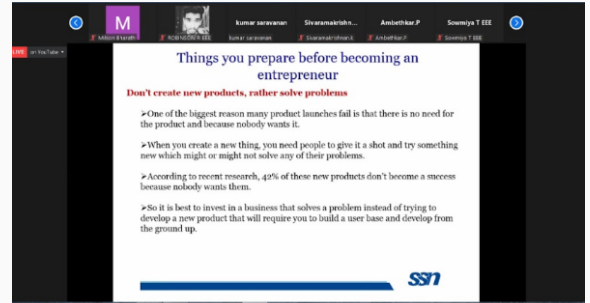 M
kumar saravanan
Sivaramakrishn...
Ambethkar.P
Sowmiya T EEE
Milton Bharath
ROBINSON R EEE
kumar saravanan
Sivaramakrishnan.S
Ambethkar.P
Sowmiya T EEE
LIVE on YouTube
Things you prepare before becoming an
entrepreneur
Don't create new products, rather solve problems
➢One of the biggest reason many product launches fail is that there is no need for
the product and because nobody wants it.
➢When you create a new thing, you need people to give it a shot and try something
new which might or might not solve any of their problems.
➢According to recent research, 42% of these new products don't become a success
because nobody wants them.
➢So it is best to invest in a business that solves a problem instead of trying to
develop a new product that will require you to build a user base and develop from
the ground up.
ssn